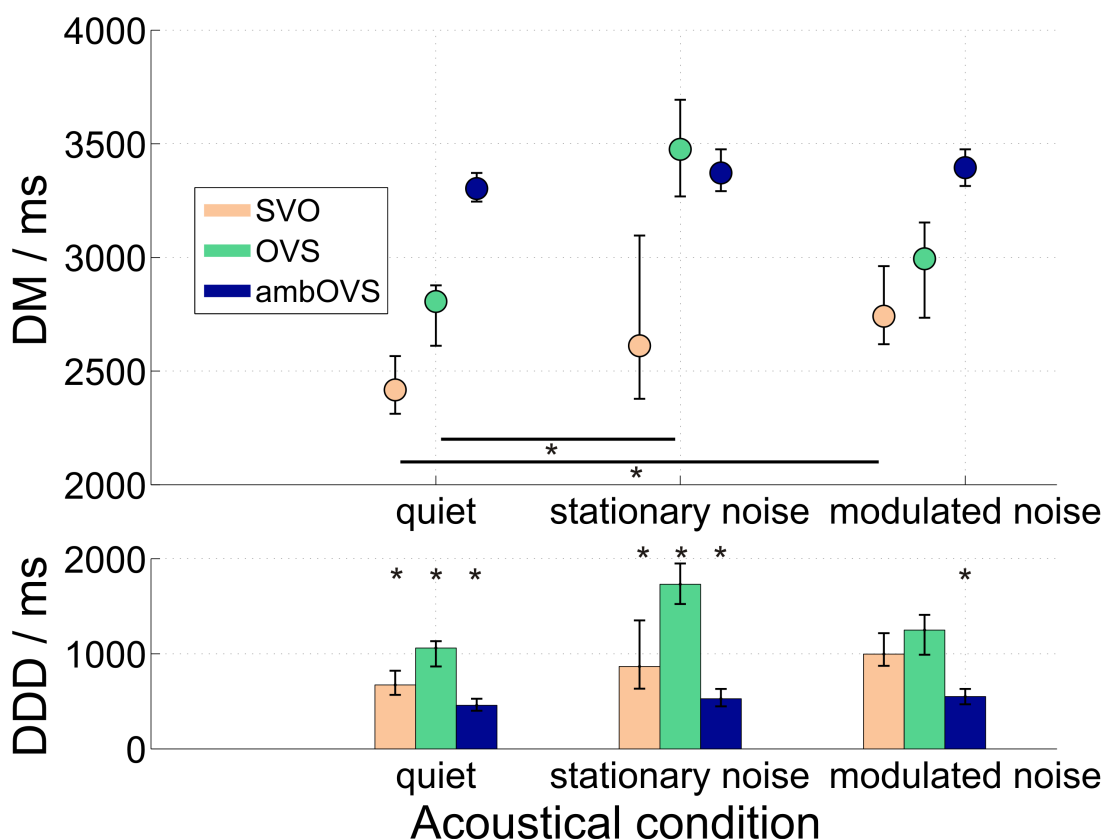 4000
3500
3000
2500
2000
DM / ms
SVO
OVS
ambOVS
*
*
quiet stationary noise modulated noise
2000
1000
0
DDD / ms
* * * * * * *
quiet stationary noise modulated noise
Acoustical condition